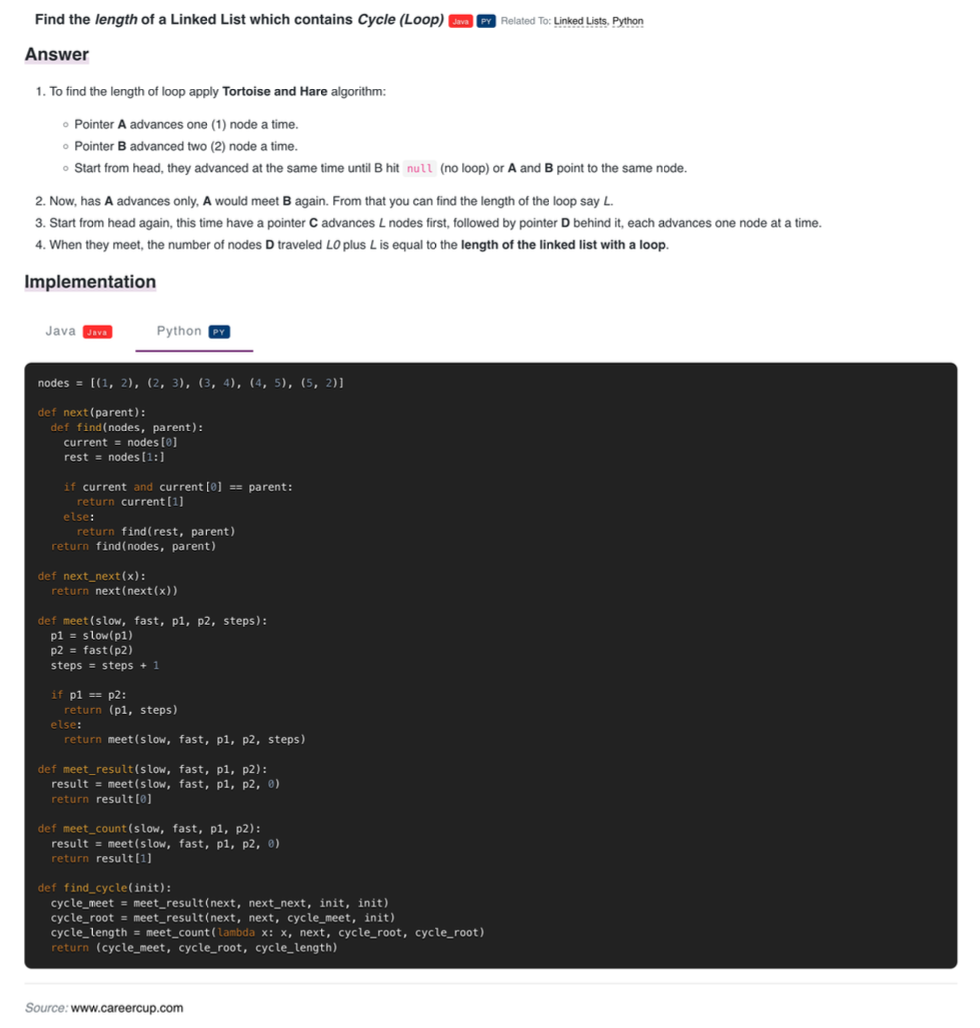 Find the length of a Linked List which contains Cycle (Loop) Java PY Related To: Linked Lists, Python
Answer
1. To find the length of loop apply Tortoise and Hare algorithm:
Pointer A advances one (1) node a time.
Pointer B advanced two (2) node a time.
Start from head, they advanced at the same time until B hit null (no loop) or A and B point to the same node.
2. Now, has A advances only, A would meet B again. From that you can find the length of the loop say L.
3. Start from head again, this time have a pointer C advances L nodes first, followed by pointer D behind it, each advances one node at a time.
4. When they meet, the number of nodes D traveled L0 plus L is equal to the length of the linked list with a loop.
Implementation
Java Java Python PY
nodes = [(1, 2), (2, 3), (3, 4), (4, 5), (5, 2)]
def next(parent):
  def find(nodes, parent):
    current = nodes[0]
    rest = nodes[1:]
    if current and current[0] == parent:
      return current[1]
    else:
      return find(rest, parent)
  return find(nodes, parent)
def next_next(x):
  return next(next(x))
def meet(slow, fast, p1, p2, steps):
  p1 = slow(p1)
  p2 = fast(p2)
  steps = steps + 1
  if p1 == p2:
    return (p1, steps)
  else:
    return meet(slow, fast, p1, p2, steps)
def meet_result(slow, fast, p1, p2):
  result = meet(slow, fast, p1, p2, 0)
  return result[0]
def meet_count(slow, fast, p1, p2):
  result = meet(slow, fast, p1, p2, 0)
  return result[1]
def find_cycle(init):
  cycle_meet = meet_result(next, next_next, init, init)
  cycle_root = meet_result(next, next, cycle_meet, init)
  cycle_length = meet_count(lambda x: x, next, cycle_root, cycle_root)
  return (cycle_meet, cycle_root, cycle_length)
Source: www.careercup.com